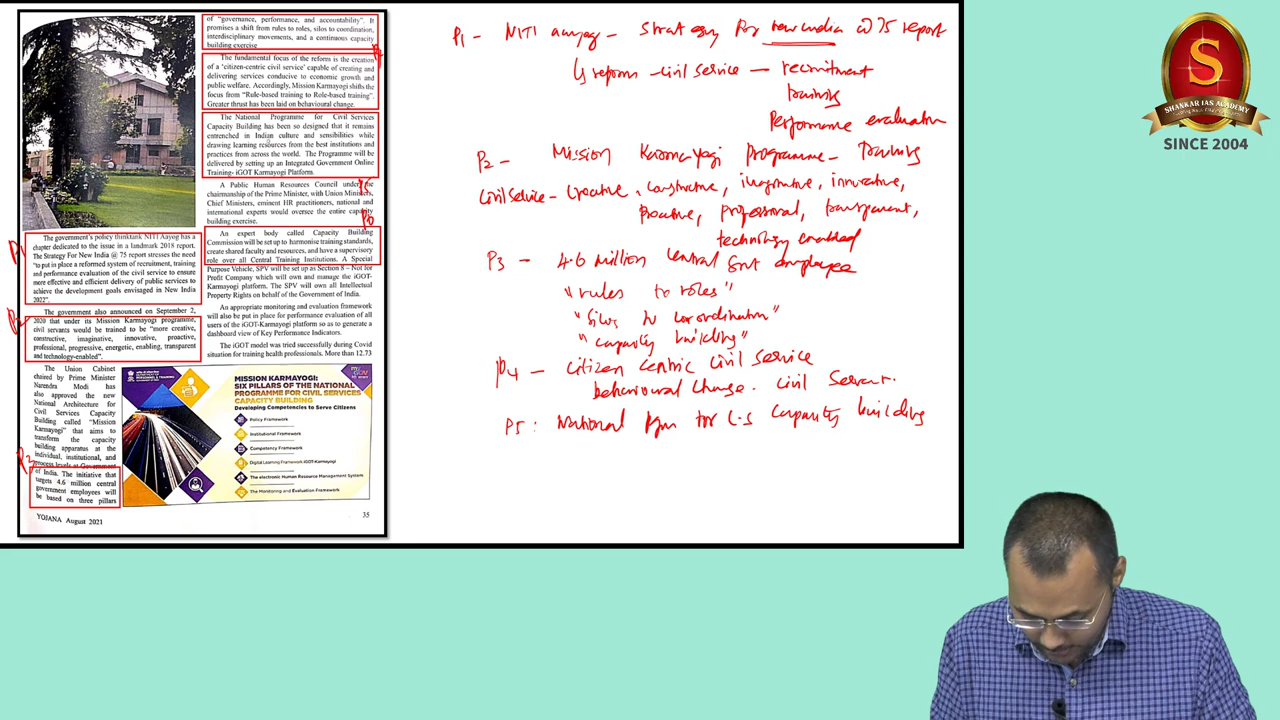 of "governance, performance, and accountability". It
promises a shift from rules to roles, silos to coordination,
interdisciplinary movements, and a continuous capacity
building exercise
The fundamental focus of the reform is the creation
of a 'citizen-centric civil service' capable of creating and
delivering services conducive to economic growth and
public welfare. Accordingly, Mission Karmayogi shifts the
focus from "Rule-based training to Role-based training".
Greater thrust has been laid on behavioural change.
The National Programme for Civil Services
Capacity Building has been so designed that it remains
entrenched in Indian culture and sensibilities while
drawing learning resources from the best institutions and
practices from across the world. The Programme will be
delivered by setting up an Integrated Government Online
Training- iGOT Karmayogi Platform.
A Public Human Resources Council under the
chairmanship of the Prime Minister, with Union Ministers,
Chief Ministers, eminent HR practitioners, national and
international experts would oversee the entire capacity
building exercise.
An expert body called Capacity Building
Commission will be set up to harmonise training standards,
create shared faculty and resources, and have a supervisory
role over all Central Training Institutions. A Special
Purpose Vehicle, SPV will be set up as Section 8 – Not for
Profit Company which will own and manage the iGOT-
Karmayogi platform. The SPV will own all Intellectual
Property Rights on behalf of the Government of India.
An appropriate monitoring and evaluation framework
will also be put in place for performance evaluation of all
users of the iGOT-Karmayogi platform so as to generate a
dashboard view of Key Performance Indicators.
The iGOT model was tried successfully during Covid
situation for training health professionals. More than 12.73
P1
The government's policy thinktank NITI Aayog has a
chapter dedicated to the issue in a landmark 2018 report.
The Strategy For New India @ 75 report stresses the need
"to put in place a reformed system of recruitment, training
and performance evaluation of the civil service to ensure
more effective and efficient delivery of public services to
achieve the development goals envisaged in New India
2022".
The government also announced on September 2,
2020 that under its Mission Karmayogi programme,
civil servants would be trained to be "more creative,
constructive, imaginative, innovative, proactive,
professional, progressive, energetic, enabling, transparent
and technology-enabled".
The Union Cabinet
chaired by Prime Minister
Narendra Modi has
also approved the new
National Architecture for
Civil Services Capacity
Building called "Mission
Karmayogi" that aims to
transform the capacity
building apparatus at the
individual, institutional, and
process levels at Government
P3
of India. The initiative that
targets 4.6 million central
government employees will
be based on three pillars
MISSION KARMAYOGI:
SIX PILLARS OF THE NATIONAL
PROGRAMME FOR CIVIL SERVICES
CAPACITY BUILDING
Developing Competencies to Serve Citizens
Policy Framework
Institutional Framework
Competency Framework
Digital Learning Framework iGOT-Karmayogi
The electronic Human Resource Management System
The Monitoring and Evaluation Framework
YOJANA August 2021
35
P1 - NITI aayog - Strategy for new india @ 75 report
reform - civil service - recruitment
training
Performance evaluation
P2 - Mission Karmayogi Programme - Training
Civil Service - Creative, constructive, imaginative, innovative,
Proactive, Professional, transparent,
technology enabled
P3 - 4.6 million central Govt employee
"rules to roles"
"Silos to coordination"
"capacity building"
P4 - Citizen centric civil service
behavioural change. Civil Servant.
P5: National Pgm for C.S Capacity building
S
SHANKAR IAS ACADEMY
SINCE 2004